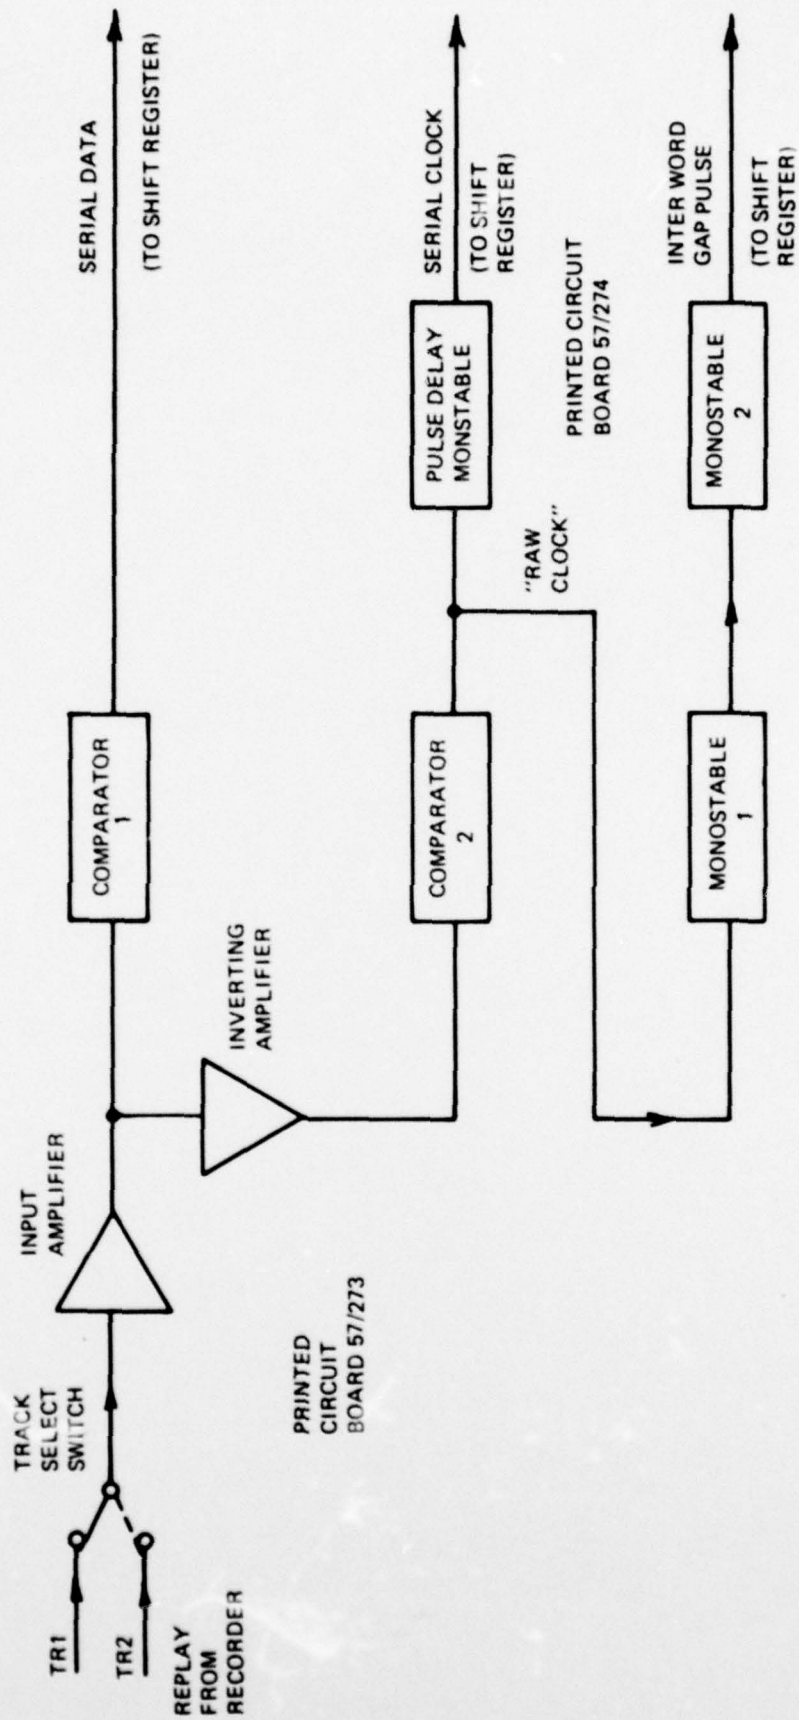 TR1
TR2
REPLAY
FROM
RECORDER
TRACK
SELECT
SWITCH
INPUT
AMPLIFIER
PRINTED
CIRCUIT
BOARD 57/273
INVERTING
AMPLIFIER
COMPARATOR
1
SERIAL DATA
(TO SHIFT REGISTER)
COMPARATOR
2
"RAW
CLOCK"
PULSE DELAY
MONSTABLE
SERIAL CLOCK
(TO SHIFT
REGISTER)
PRINTED CIRCUIT
BOARD 57/274
MONOSTABLE
1
MONOSTABLE
2
INTER WORD
GAP PULSE
(TO SHIFT
REGISTER)